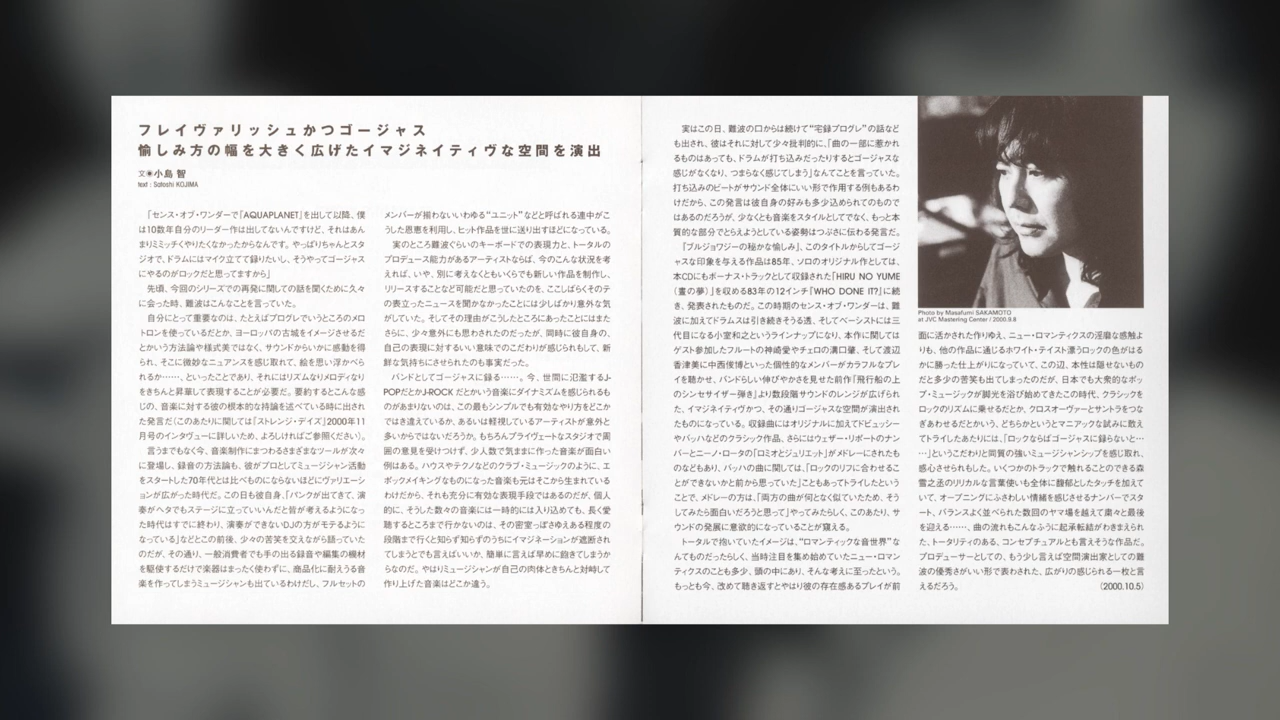 フレイヴァリッシュかつゴージャス
愉しみ方の幅を大きく広げたイマジネイティヴな空間を演出
文◉小島 智
text : Satoshi KOJIMA
「センス・オブ・ワンダーで『AQUAPLANET』を出して以降、僕
は10数年自分のリーダー作は出してないんですけど、それはあん
まりミミッチくやりたくなかったからなんです。やっぱりちゃんとスタ
ジオで、ドラムにはマイク立てて録りたいし、そうやってゴージャス
にやるのがロックだと思ってますから」
先頃、今回のシリーズでの再発に関しての話を聞くために久々
に会った時、難波はこんなことを言っていた。
自分にとって重要なのは、たとえばプログレでいうところのメロ
トロンを使っているだとか、ヨーロッパの古城をイメージさせるだ
とかいう方法論や様式美ではなく、サウンドからいかに感動を得
られ、そこに微妙なニュアンスを感じ取れて、絵を思い浮かべら
れるか……、といったことであり、それにはリズムなりメロディなり
をきちんと昇華して表現することが必要だ。要約するとこんな感
じの、音楽に対する彼の根本的な持論を述べている時に出され
た発言だ(このあたりに関しては『ストレンジ・デイズ』2000年11
月号のインタヴューに詳しいため、よろしければご参照ください)。
言うまでもなく今、音楽制作にまつわるさまざまなツールが次々
に登場し、録音の方法論も、彼がプロとしてミュージシャン活動
をスタートした70年代とは比べものにならないほどにヴァリエーシ
ョンが広がった時代だ。この日も彼自身、「パンクが出てきて、演
奏がヘタでもステージに立っていいんだと皆が考えるようになっ
た時代はすでに終わり、演奏ができないDJの方がモテるように
なっている」などとこの前後、少々の苦笑を交えながら語っていた
のだが、その通り、一般消費者でも手の出る録音や編集の機材
を駆使するだけで楽器はまったく使わずに、商品化に耐えうる音
楽を作ってしまうミュージシャンも出ているわけだし、フルセットの
メンバーが揃わないいわゆる“ユニット”などと呼ばれる連中がこ
うした恩恵を利用し、ヒット作品を世に送り出すほどになっている。
実のところ難波ぐらいのキーボードでの表現力と、トータルの
プロデュース能力があるアーティストならば、今のこんな状況を考
えれば、いや、別に考えなくともいくらでも新しい作品を制作し、
リリースすることなど可能だと思っていたのを、ここしばらくそのテ
の表立ったニュースを聞かなかったことには少しばかり意外な気
がしていた。そしてその理由がこうしたところにあったことにはまた
さらに、少々意外にも思わされたのだったが、同時に彼自身の、
自己の表現に対するいい意味でのこだわりが感じられもして、新
鮮な気持ちにさせられたのも事実だった。
バンドとしてゴージャスに録る……。今、世間に氾濫するJ-
POPだとかJ-ROCK だとかいう音楽にダイナミズムを感じられるも
のがあまりないのは、この最もシンプルでも有効なやり方をどこか
ではき違えているか、あるいは軽視しているアーティストが意外と
多いからではないだろうか。もちろんプライヴェートなスタジオで周
囲の意見を受けつけず、少人数で気ままに作った音楽が面白い
例はある。ハウスやテクノなどのクラブ・ミュージックのように、エ
ポックメイキングなものになった音楽も元はそこから生まれている
わけだから、それも充分に有効な表現手段ではあるのだが、個人
的に、そうした数々の音楽には一時的には入り込めても、長く愛
聴するところまで行かないのは、その密室っぽさゆえある程度の
段階まで行くと知らず知らずのうちにイマジネーションが遮断され
てしまうとでも言えばいいか、簡単に言えば早めに飽きてしまうか
らなのだ。やはりミュージシャンが自己の肉体ときちんと対峙して
作り上げた音楽はどこか違う。
実はこの日、難波の口からは続けて“宅録プログレ”の話など
も出され、彼はそれに対して少々批判的に、「曲の一部に惹かれ
るものはあっても、ドラムが打ち込みだったりするとゴージャスな
感じがなくなり、つまらなく感じてしまう」なんてことを言っていた。
打ち込みのビートがサウンド全体にいい形で作用する例もあるわ
けだから、この発言は彼自身の好みも多少込められてのもので
はあるのだろうが、少なくとも音楽をスタイルとしてでなく、もっと本
質的な部分でとらえようとしている姿勢はつぶさに伝わる発言だ。
『ブルジョワジーの秘かな愉しみ』、このタイトルからしてゴージ
ャスな印象を与える作品は85年、ソロのオリジナル作としては、
本CDにもボーナス・トラックとして収録された「HIRU NO YUME
(晝の夢)」を収める83年の12インチ『WHO DONE IT?』に続
き、発表されたものだ。この時期のセンス・オブ・ワンダーは、難
波に加えてドラムスは引き続きそうる透、そしてベーシストには三
代目になる小室和之というラインナップになり、本作に関しては
ゲスト参加したフルートの神崎愛やチェロの溝口肇、そして渡辺
香津美に中西俊博といった個性的なメンバーがカラフルなプレ
イを聴かせ、バンドらしい伸びやかさを見せた前作『飛行船の上
のシンセサイザー弾き』より数段階サウンドのレンジが広げられ
た、イマジネイティヴかつ、その通りゴージャスな空間が演出され
たものになっている。収録曲にはオリジナルに加えてドビュッシー
やバッハなどのクラシック作品、さらにはウェザー・リポートのナン
バーとニーノ・ロータの「ロミオとジュリエット」がメドレーにされたも
のなどもあり、バッハの曲に関しては、「ロックのリフに合わせるこ
とができないかと前から思っていた」こともあってトライしたという
ことで、メドレーの方は、「両方の曲が何となく似ていたため、そう
してみたら面白いだろうと思って」やってみたらしく、このあたり、サ
ウンドの発展に意欲的になっていることが窺える。
トータルで抱いていたイメージは、“ロマンティックな音世界”な
んてものだったらしく、当時注目を集め始めていたニュー・ロマン
ティクスのことも多少、頭の中にあり、そんな考えに至ったという。
もっとも今、改めて聴き返すとやはり彼の存在感あるプレイが前
Photo by Masafumi SAKAMOTO
at JVC Mastering Center / 2000.9.8
面に活かされた作りゆえ、ニュー・ロマンティクスの淫靡な感触よ
りも、他の作品に通じるホワイト・テイスト漂うロックの色がはる
かに勝った仕上がりになっていて、この辺、本性は隠せないもの
だと多少の苦笑も出てしまったのだが、日本でも大衆的なポッ
プ・ミュージックが脚光を浴び始めてきたこの時代、クラシックを
ロックのリズムに乗せるだとか、クロスオーヴァーとサントラをつな
ぎあわせるだとかいう、どちらかというとマニアックな試みに敢え
てトライしたあたりには、「ロックならばゴージャスに録らないと…
…」というこだわりと同質の強いミュージシャンシップを感じ取れ、
感心させられもした。いくつかのトラックで触れることのできる森
雪之丞のリリカルな言葉使いも全体に馥郁としたタッチを加えて
いて、オープニングにふさわしい情緒を感じさせるナンバーでスタ
ート、バランスよく並べられた数回のヤマ場を越えて粛々と最後
を迎える……、曲の流れもこんなふうに起承転結がわきまえられ
た、トータリティのある、コンセプチュアルとも言えそうな作品だ。
プロデューサーとしての、もう少し言えば空間演出家としての難
波の優秀さがいい形で表わされた、広がりの感じられる一枚と言
えるだろう。
(2000.10.5)